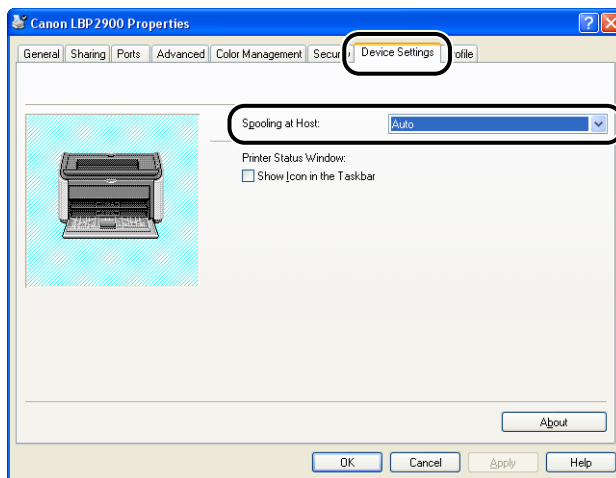 Canon LBP2900 Properties
General Sharing Ports Advanced Color Management Device Settings
Spooling at Host: Auto
Printer Status Window:
Show Icon in the Taskbar
About
OK Cancel Apply Help